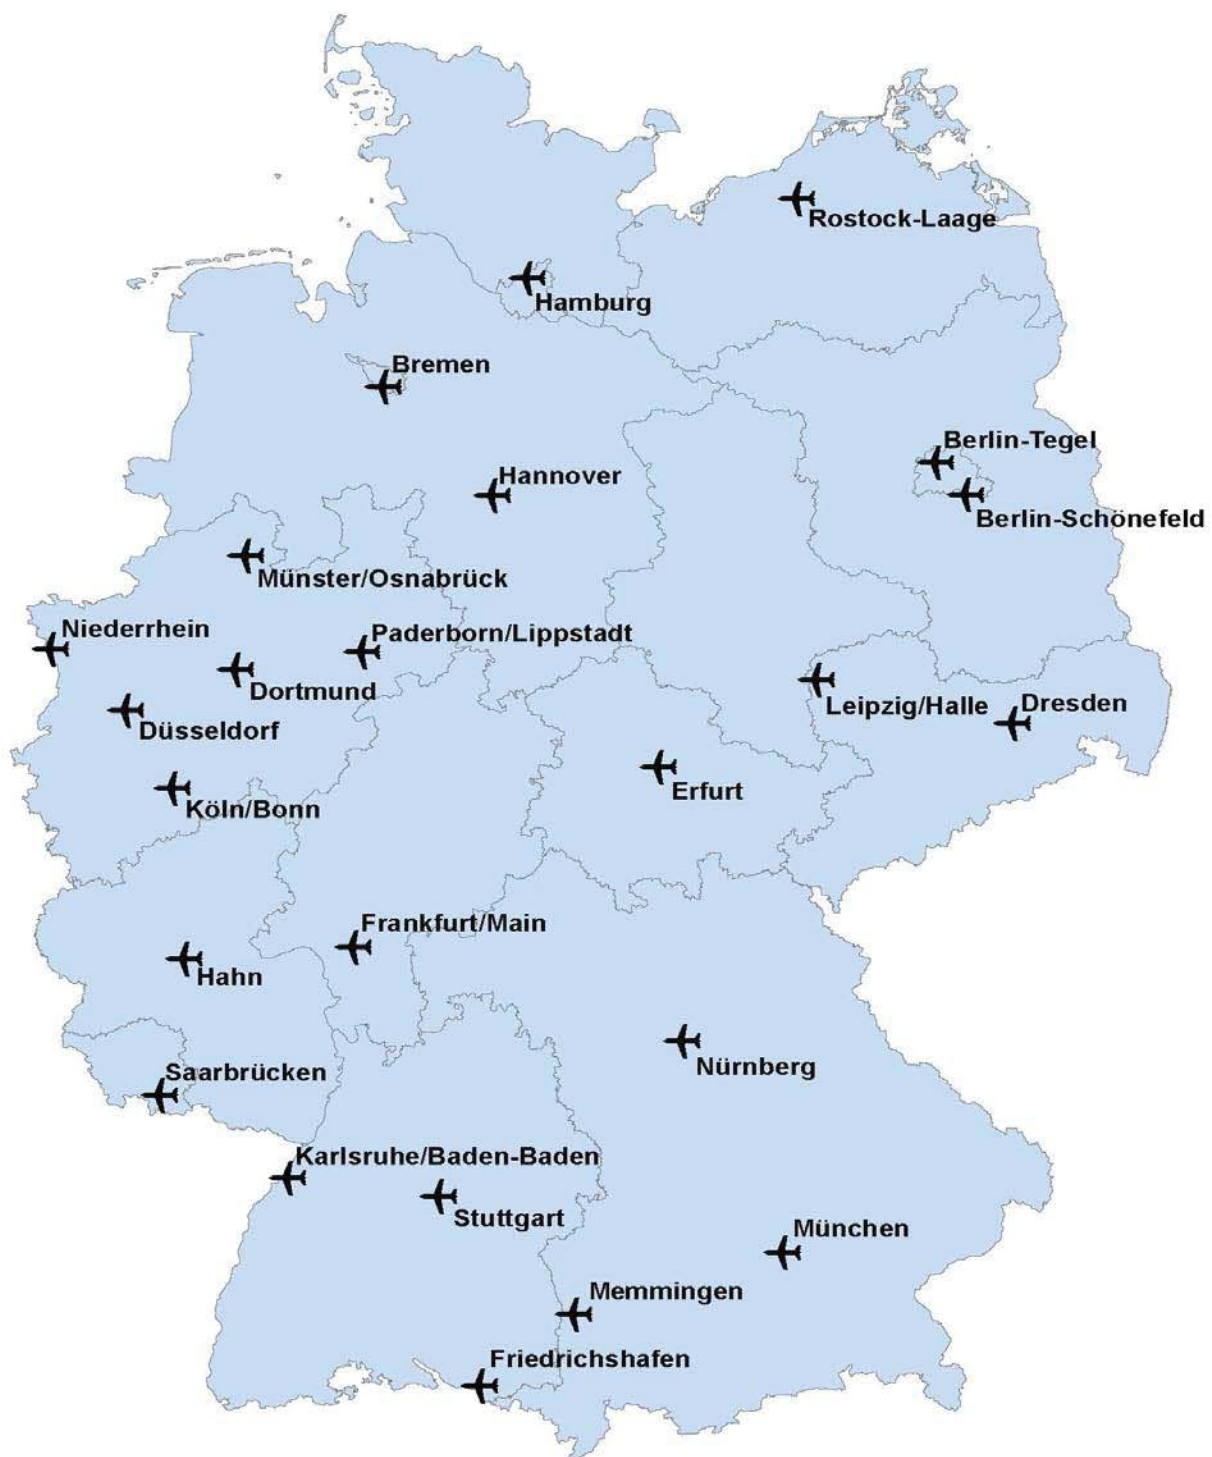 Rostock-Laage
Hamburg
Bremen
Berlin-Tegel
Hannover
Berlin-Schönefeld
Münster/Osnabrück
Niederrhein
Paderborn/Lippstadt
Dortmund
Leipzig/Halle
Dresden
Düsseldorf
Erfurt
Köln/Bonn
Frankfurt/Main
Hahn
Nürnberg
Saarbrücken
Karlsruhe/Baden-Baden
Stuttgart
München
Memmingen
Friedrichshafen